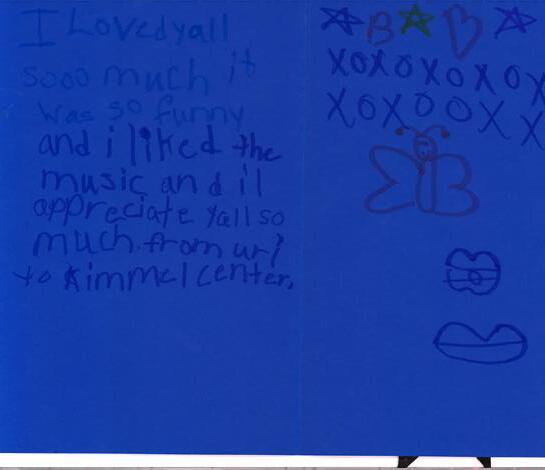 I Lovedyall
sooo much it
was so funny
and i liked the
music and il
appreciate yall so
much. from url
to Kimmel center.
B
XOXOXOXOX
XOXOOXX